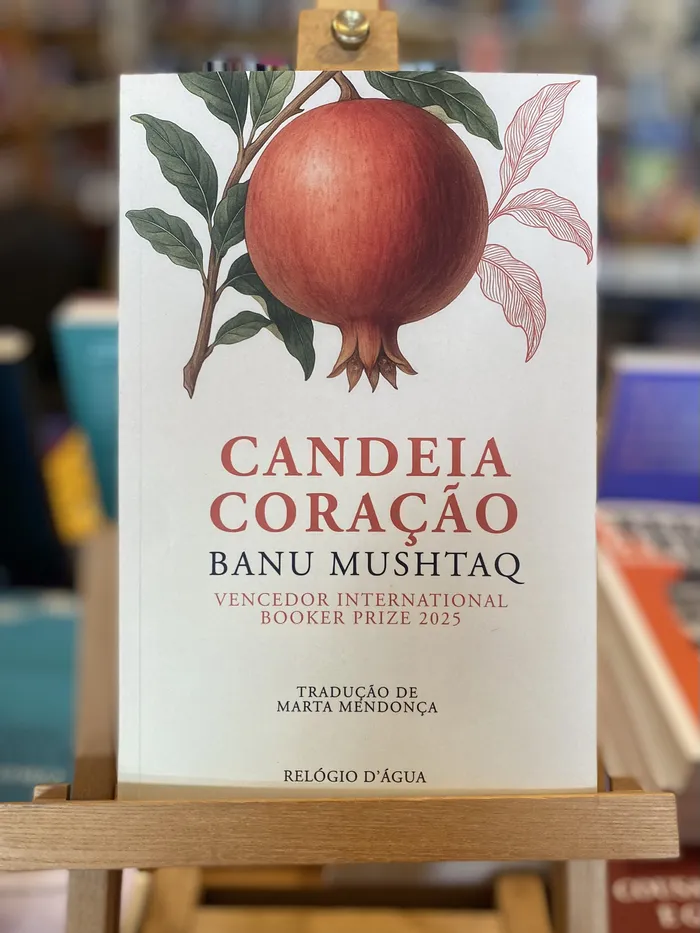 CANDEIA
CORAÇÃO
BANU MUSHTAQ
VENCEDOR INTERNATIONAL
BOOKER PRIZE 2025
TRADUÇÃO DE
MARTA MENDONÇA
RELÓGIO D'ÁGUA